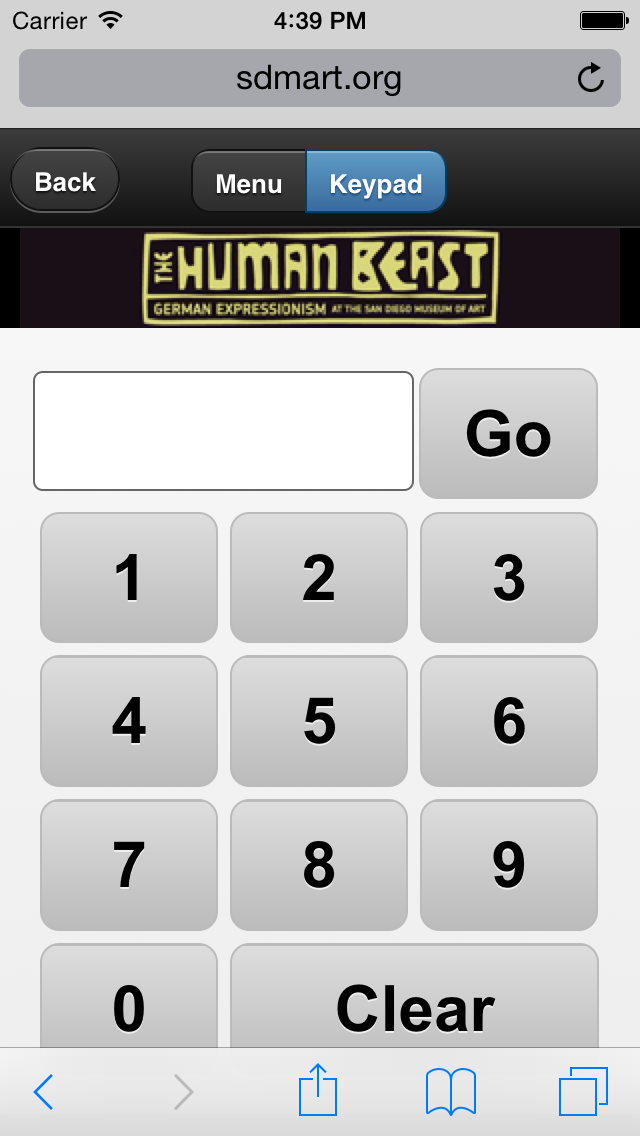 Carrier 4:39 PM
sdmart.org
Back Menu Keypad
THE HUMAN BEAST
GERMAN EXPRESSIONISM AT THE SAN DIEGO MUSEUM OF ART
Go
1 2 3
4 5 6
7 8 9
0 Clear